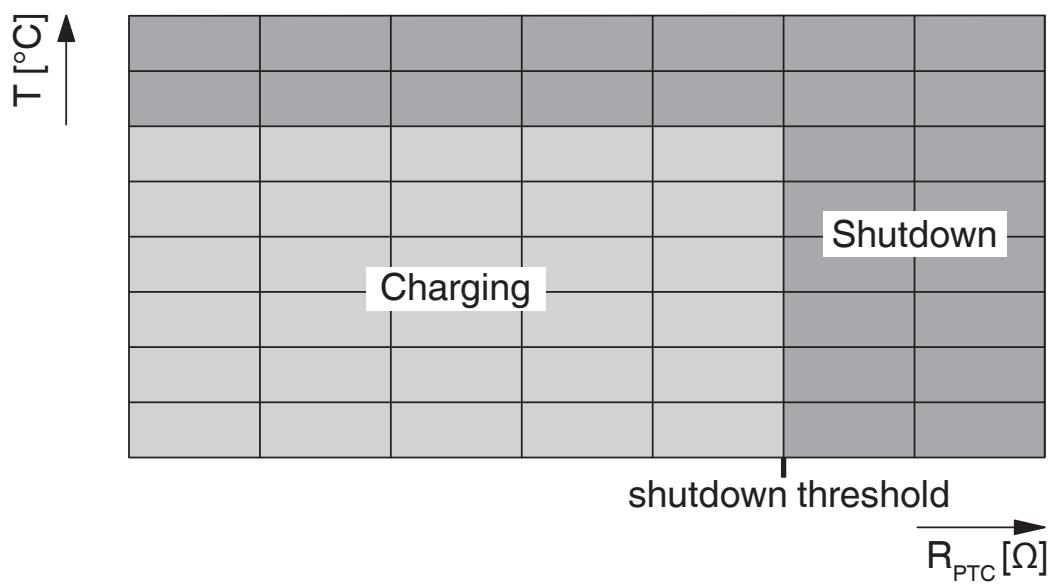 T [°C]
Shutdown
Charging
shutdown threshold
R_PTC [Ω]